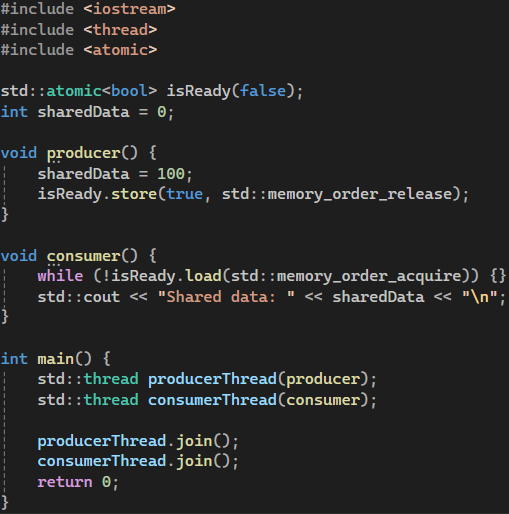 #include <iostream>
#include <thread>
#include <atomic>

std::atomic<bool> isReady(false);
int sharedData = 0;

void producer() {
    sharedData = 100;
    isReady.store(true, std::memory_order_release);
}

void consumer() {
    while (!isReady.load(std::memory_order_acquire)) {}
    std::cout << "Shared data: " << sharedData << "\n";
}

int main() {
    std::thread producerThread(producer);
    std::thread consumerThread(consumer);

    producerThread.join();
    consumerThread.join();
    return 0;
}